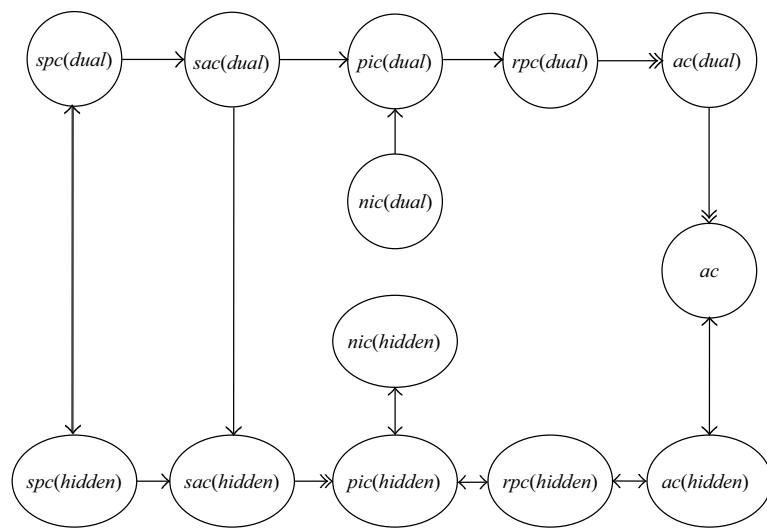 spc(dual)
sac(dual)
pic(dual)
rpc(dual)
ac(dual)
nic(dual)
ac
nic(hidden)
spc(hidden)
sac(hidden)
pic(hidden)
rpc(hidden)
ac(hidden)